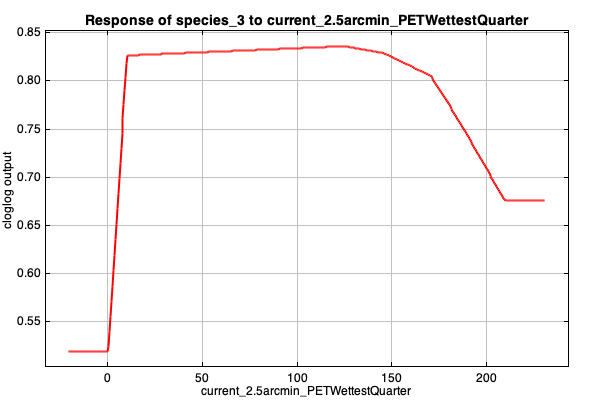 Response of species_3 to current_2.5arcmin_PETWettestQuarter
cloglog output
0.85
0.80
0.75
0.70
0.65
0.60
0.55
0 50 100 150 200
current_2.5arcmin_PETWettestQuarter